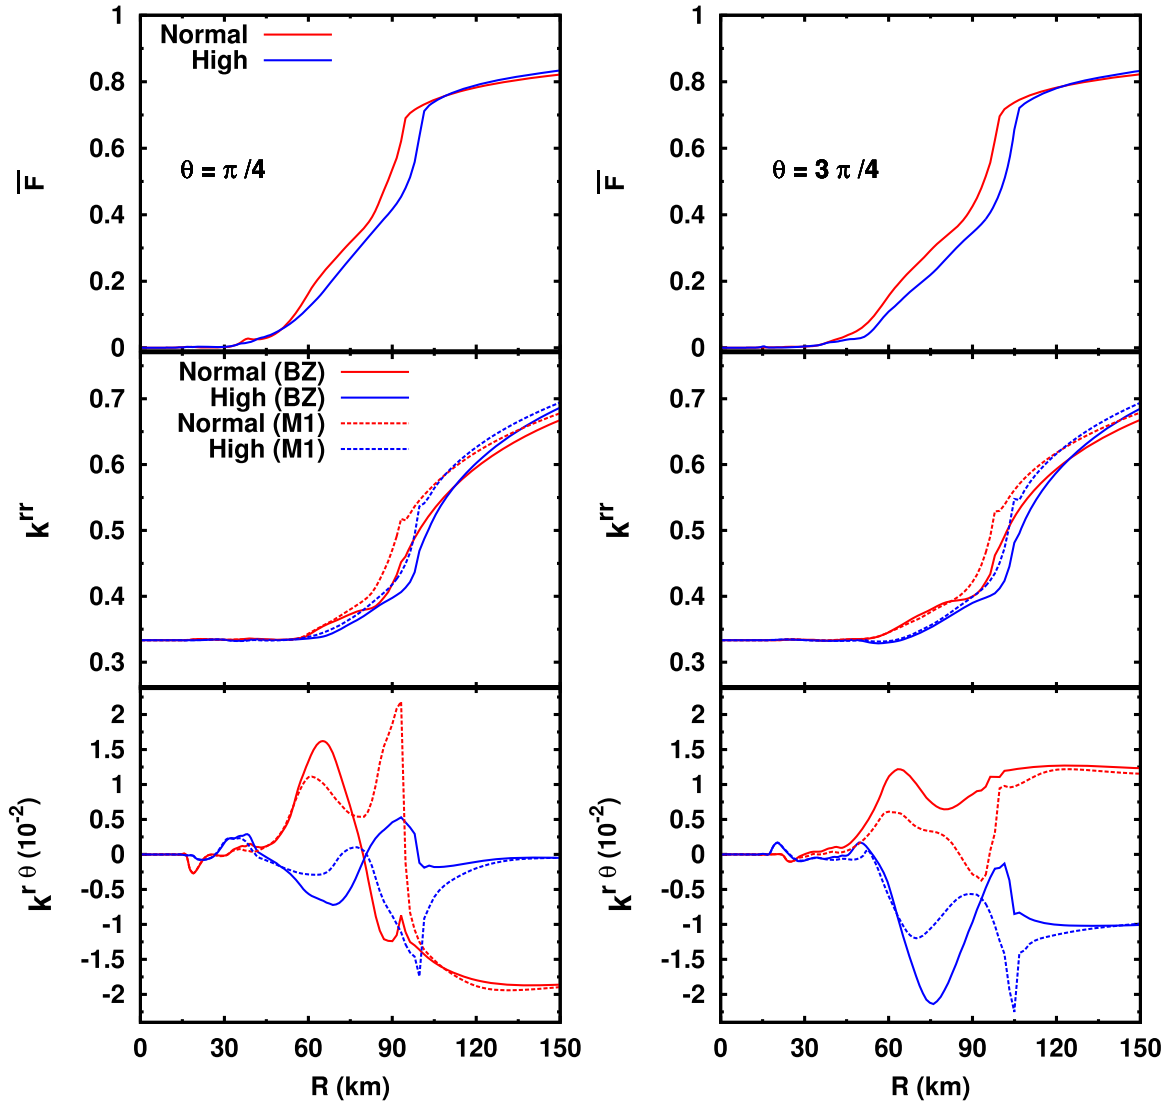 1
0.8
0.6
0.4
0.2
0
F
Normal
High
θ = π /4
1
0.8
0.6
0.4
0.2
0
F
θ = 3 π /4
0.7
0.6
0.5
0.4
0.3
k^rr
Normal (BZ)
High (BZ)
Normal (M1)
High (M1)
0.7
0.6
0.5
0.4
0.3
k^rr
2
1.5
1
0.5
0
-0.5
-1
-1.5
-2
k^r θ (10^-2)
0 30 60 90 120 150
R (km)
2
1.5
1
0.5
0
-0.5
-1
-1.5
-2
k^r θ (10^-2)
0 30 60 90 120 150
R (km)